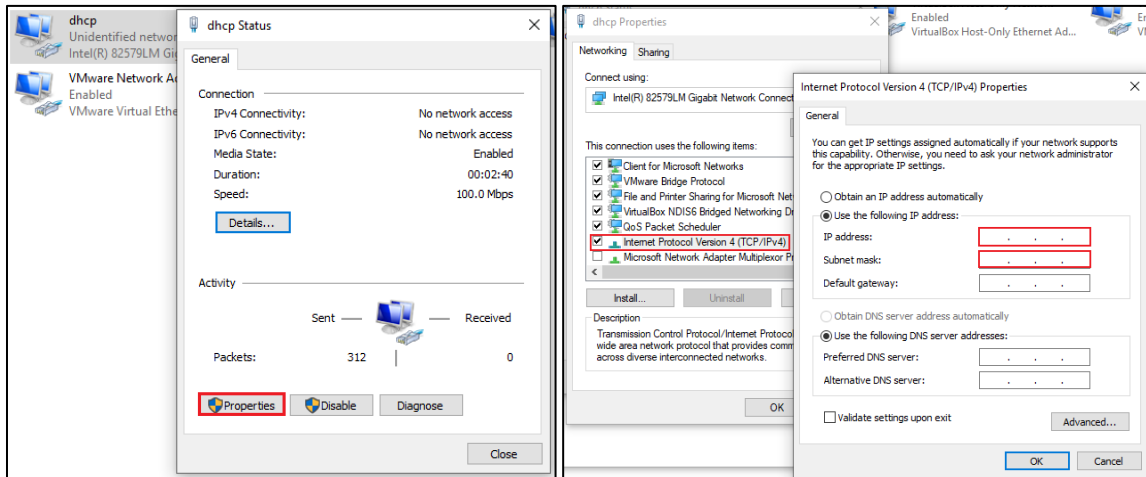 dhcp
Unidentified networ
Intel(R) 82579LM Gig
VMware Network Ad
Enabled
VMware Virtual Ethe
dhcp Status
General
Connection
IPv4 Connectivity: No network access
IPv6 Connectivity: No network access
Media State: Enabled
Duration: 00:02:40
Speed: 100.0 Mbps
Details...
Activity
Sent Received
Packets: 312 0
Properties Disable Diagnose
Close
dhcp Properties
Networking Sharing
Connect using:
Intel(R) 82579LM Gigabit Network Connect
This connection uses the following items:
Client for Microsoft Networks
VMware Bridge Protocol
File and Printer Sharing for Microsoft Net
VirtualBox NDIS6 Bridged Networking Dr
QoS Packet Scheduler
Internet Protocol Version 4 (TCP/IPv4)
Microsoft Network Adapter Multiplexor Pr
Install... Uninstall
Description
Transmission Control Protocol/Internet Protocol
wide area network protocol that provides comm
across diverse interconnected networks.
OK
Enabled
VirtualBox Host-Only Ethernet Ad...
Internet Protocol Version 4 (TCP/IPv4) Properties
General
You can get IP settings assigned automatically if your network supports
this capability. Otherwise, you need to ask your network administrator
for the appropriate IP settings.
Obtain an IP address automatically
Use the following IP address:
IP address: . . .
Subnet mask: . . .
Default gateway: . . .
Obtain DNS server address automatically
Use the following DNS server addresses:
Preferred DNS server: . . .
Alternative DNS server: . . .
Validate settings upon exit
Advanced...
OK Cancel